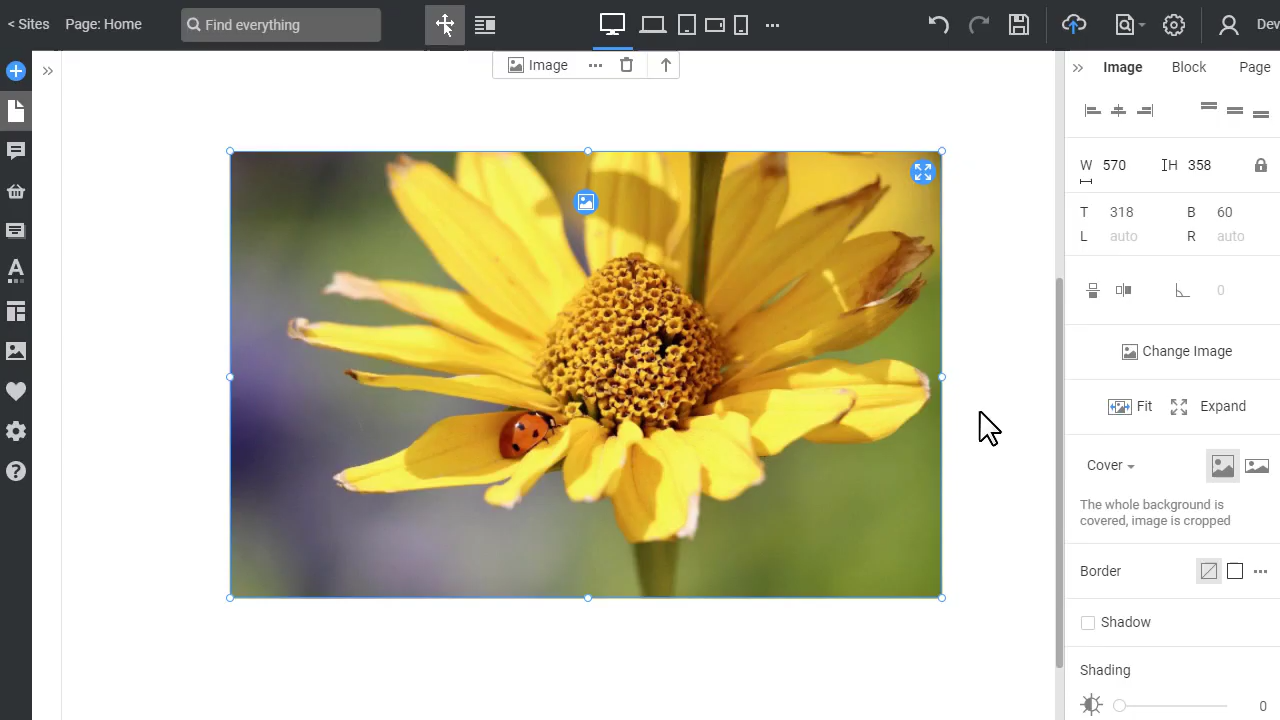 < Sites Page: Home Find everything Dev
Image
Image Block Page
W 570 H 358
T 318 B 60
L auto R auto
0
Change Image
Fit Expand
Cover
The whole background is
covered, image is cropped
Border
Shadow
Shading
0